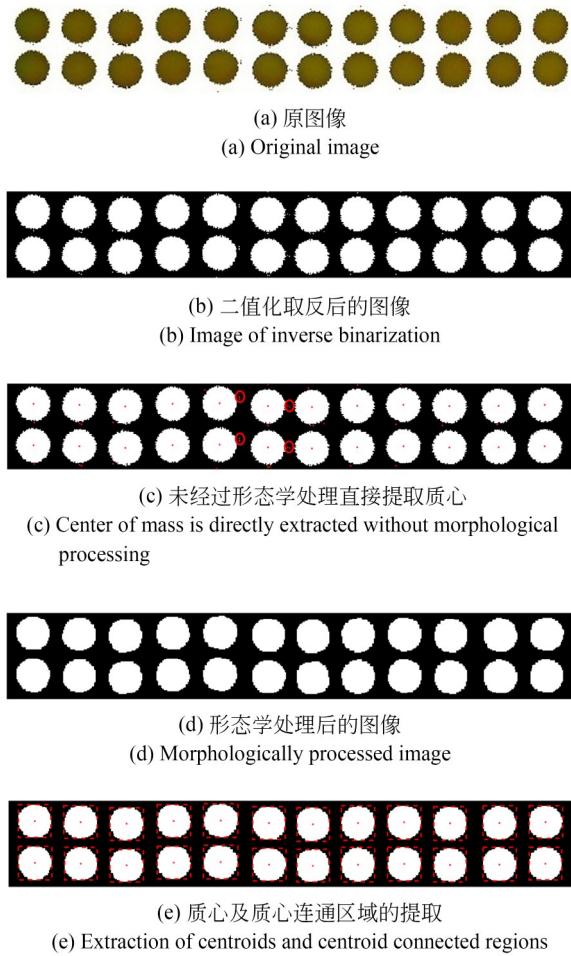 (a) 原图像
(a) Original image
(b) 二值化取反后的图像
(b) Image of inverse binarization
(c) 未经过形态学处理直接提取质心
(c) Center of mass is directly extracted without morphological
processing
(d) 形态学处理后的图像
(d) Morphologically processed image
(e) 质心及质心连通区域的提取
(e) Extraction of centroids and centroid connected regions